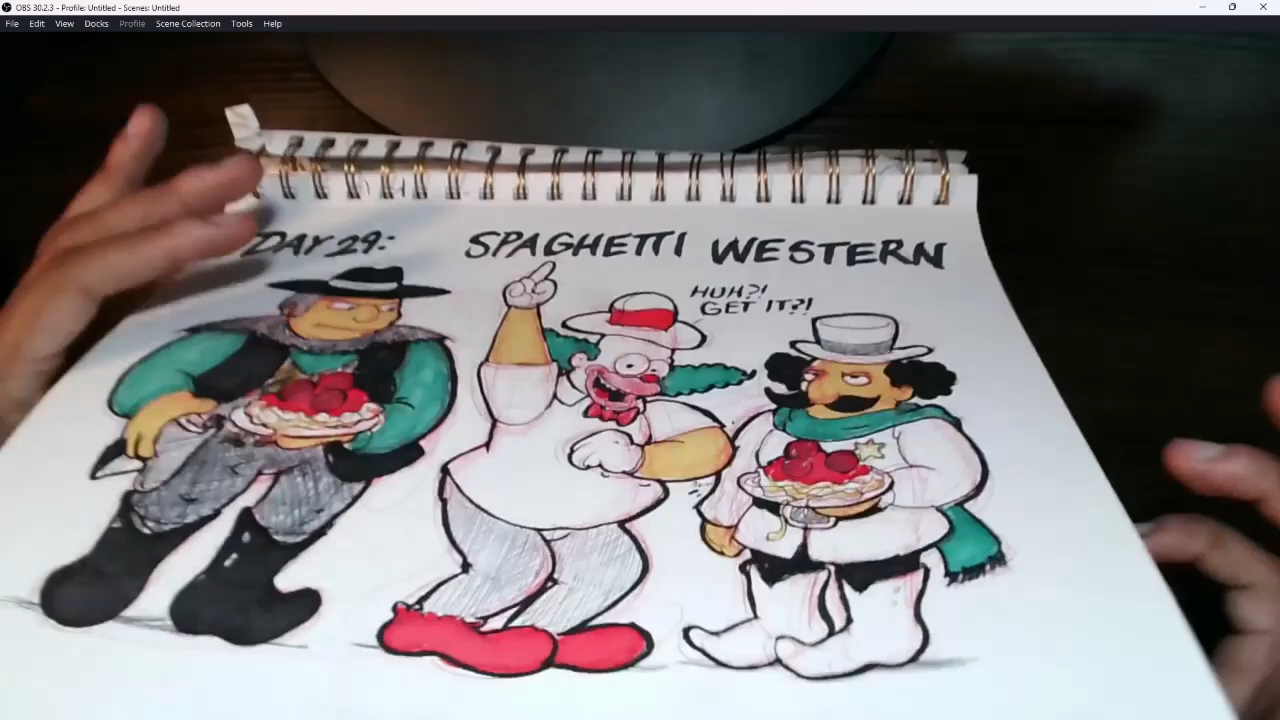 OBS 30.2.3 - Profile: Untitled - Scenes: Untitled
File Edit View Docks Profile Scene Collection Tools Help
DAY 29: SPAGHETTI WESTERN
HUH?!
GET IT?!